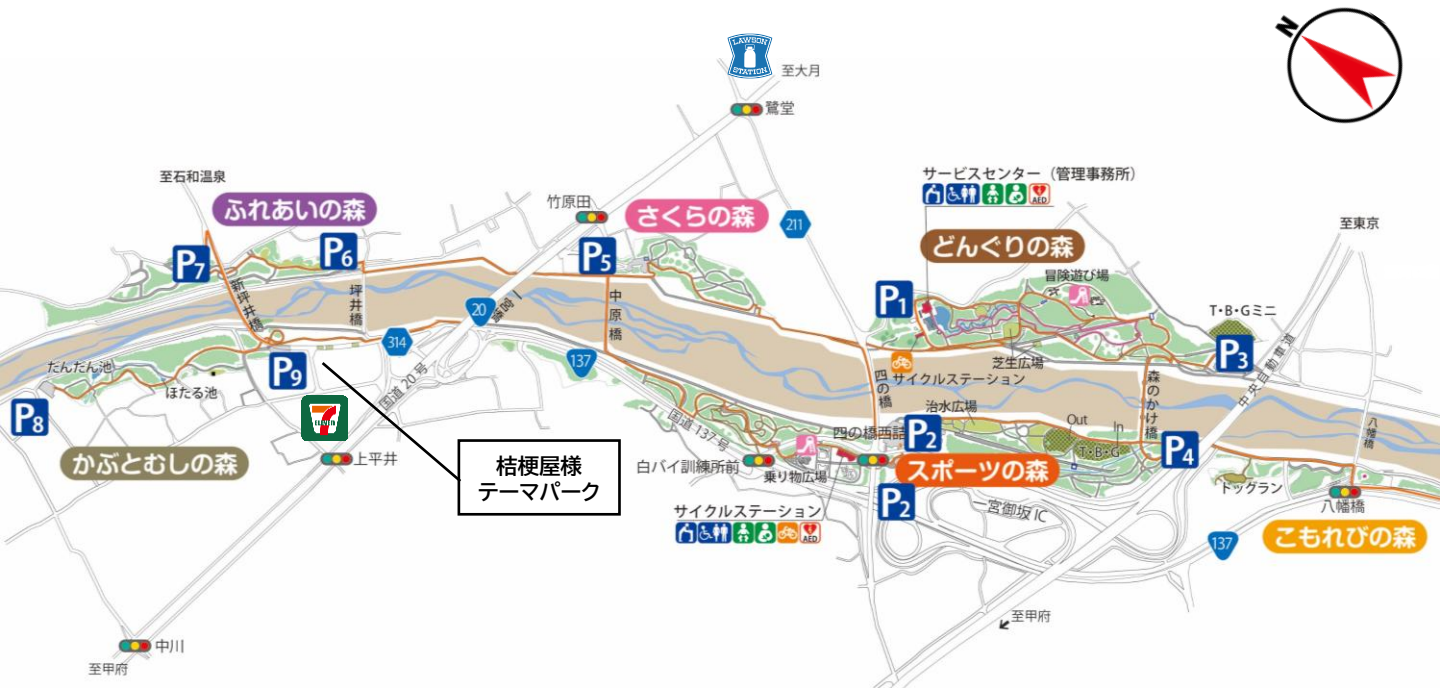 N
LAWSON
STATION
至大月
鷺堂
サービスセンター（管理事務所）
AED
至石和温泉
ふれあいの森
竹原田
さくらの森
211
どんぐりの森
至東京
P7
P6
P5
冒険遊び場
P1
新坪井橋
坪井橋
中原橋
20
一宮橋
T・B・Gミニ
314
137
芝生広場
P3
中央自動車道
だんだん池
P9
サイクルステーション
四の橋
森のかけ橋
ほたる池
国道20号
治水広場
P8
ELEVEN
国道137号
四の橋西詰
P2
Out
In
T・B・G
八幡橋
P4
かぶとむしの森
上平井
桔梗屋様
テーマパーク
白バイ訓練所前
乗り物広場
スポーツの森
ドッグラン
P2
サイクルステーション
AED
宮御坂IC
八幡橋
137
こもれびの森
至甲府
中川
至甲府